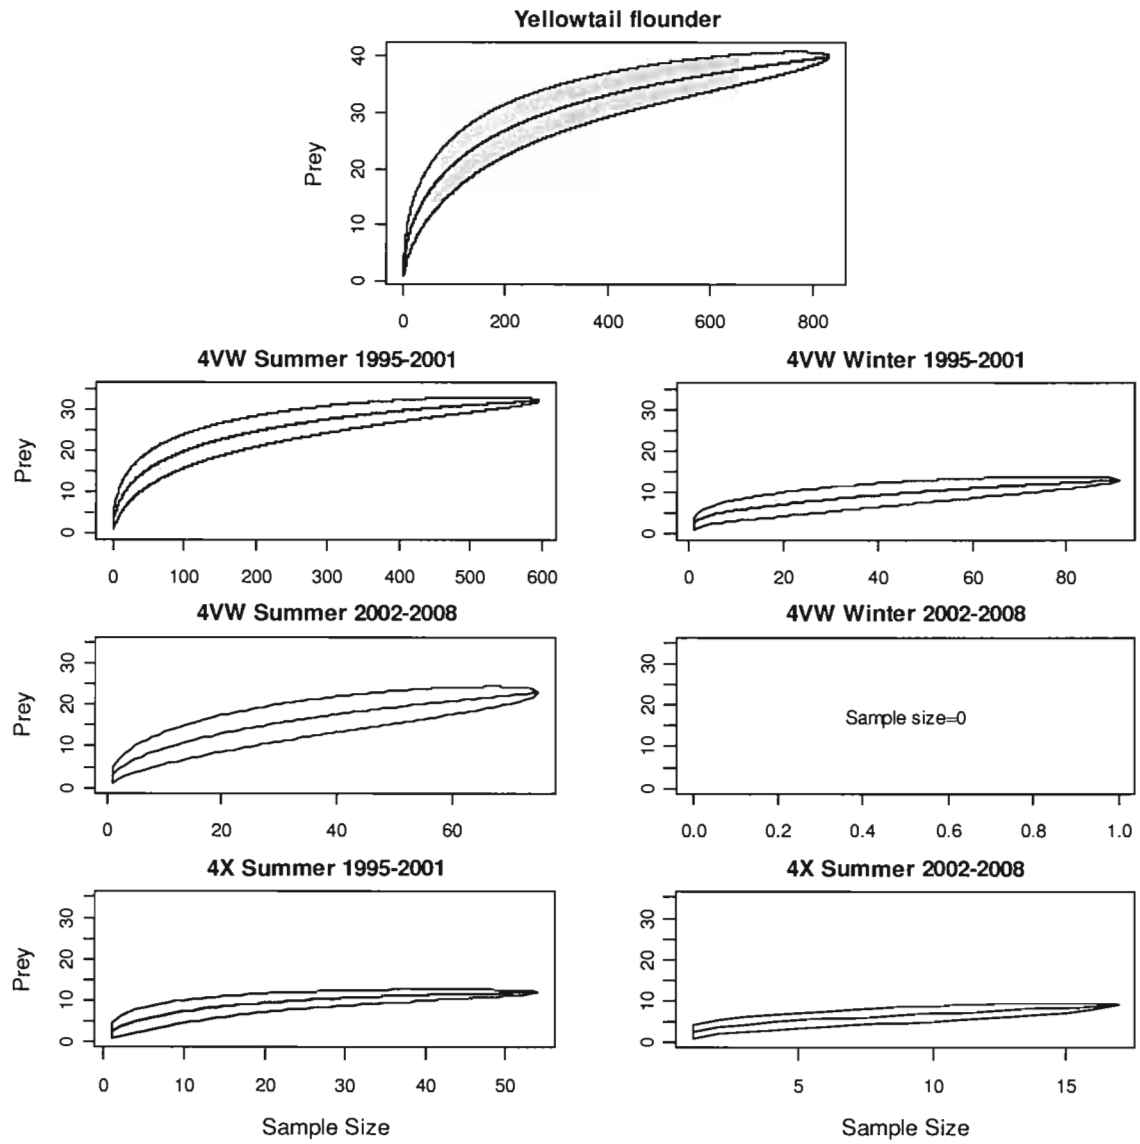 Yellowtail flounder
Prey
40
30
20
10
0
0 200 400 600 800
4VW Summer 1995-2001
Prey
30
20
10
0
0 100 200 300 400 500 600
4VW Winter 1995-2001
30
20
10
0
0 20 40 60 80
4VW Summer 2002-2008
Prey
30
20
10
0
0 20 40 60
4VW Winter 2002-2008
30
20
10
0
Sample size=0
0.0 0.2 0.4 0.6 0.8 1.0
4X Summer 1995-2001
Prey
30
20
10
0
0 10 20 30 40 50
Sample Size
4X Summer 2002-2008
30
20
10
0
5 10 15
Sample Size